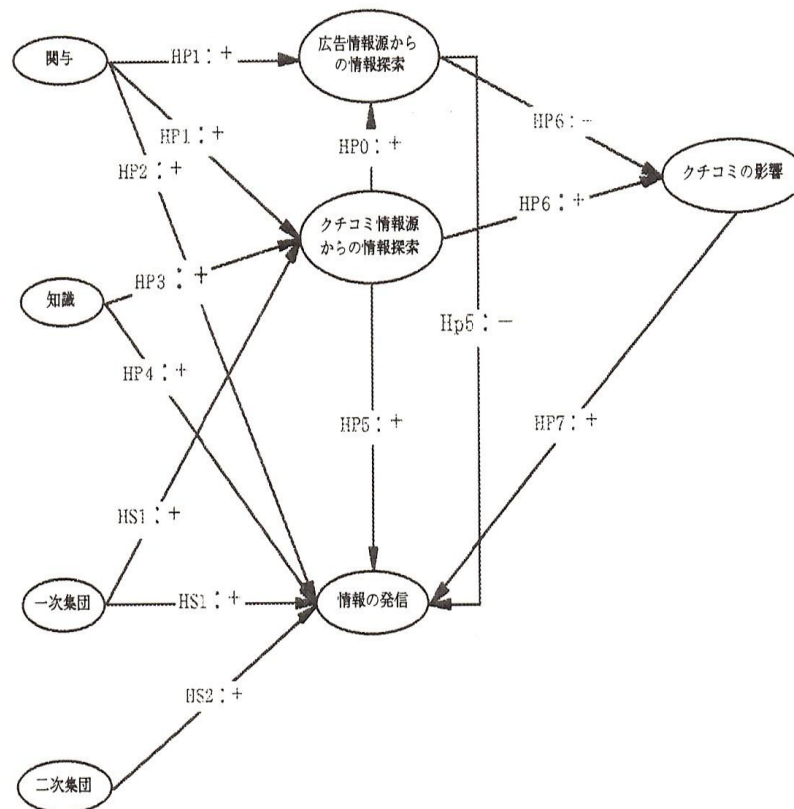 広告情報源から
の情報探索
関与
HP1:+
HP1:+
HP2:+
HP0:+
HP6:-
クチコミの影響
クチコミ情報源
からの情報探索
HP6:+
HP3:+
知識
Hp5:-
HP4:+
HP5:+
HP7:+
HS1:+
一次集団
HS1:+
情報の発信
HS2:+
二次集団